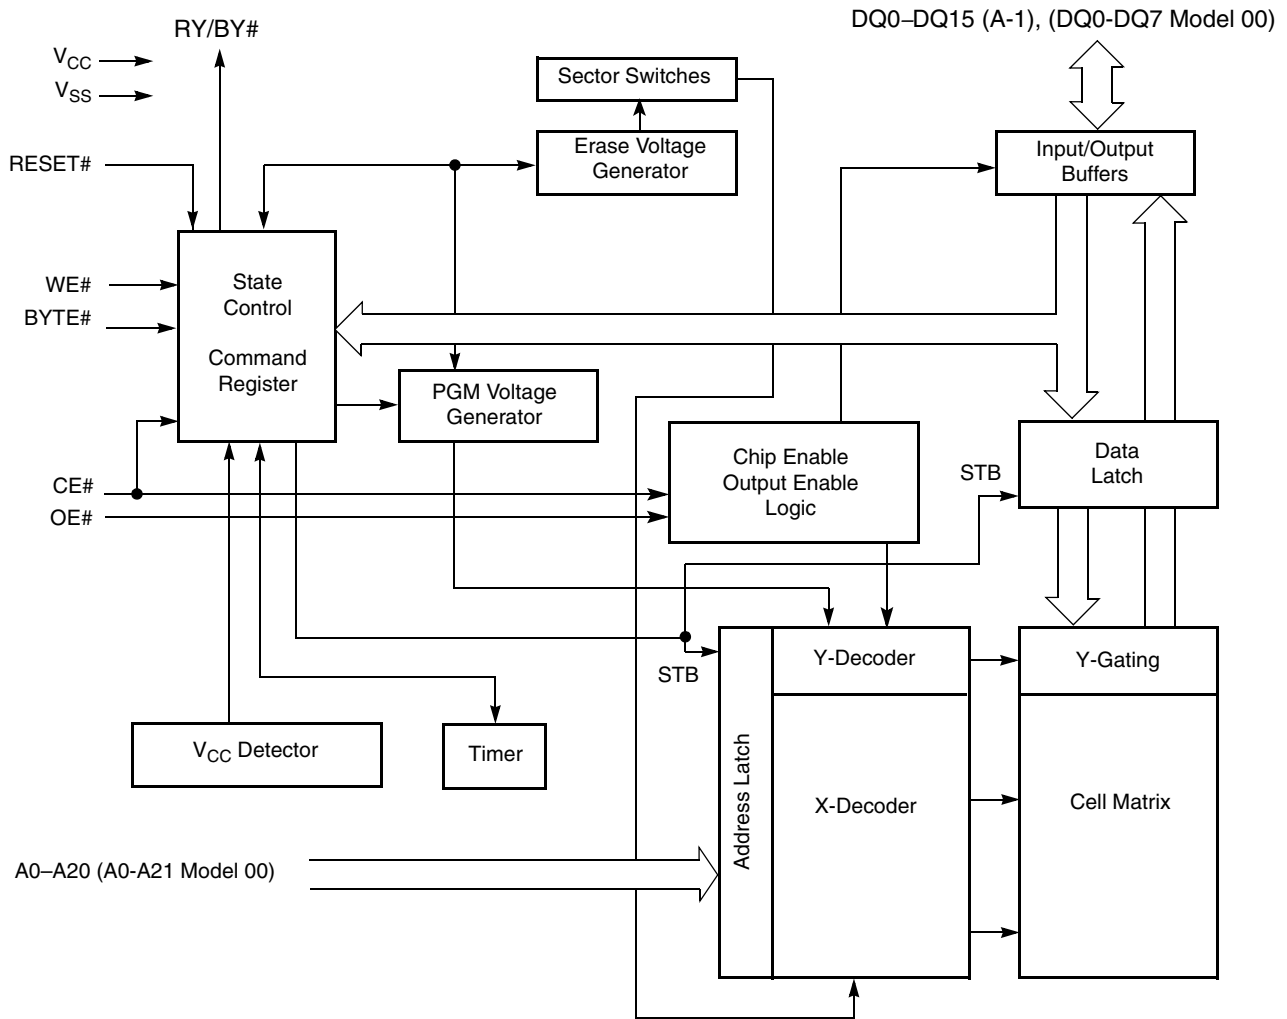 DQ0–DQ15 (A-1), (DQ0-DQ7 Model 00)
RY/BY#
VCC
VSS
Sector Switches
Erase Voltage
Generator
Input/Output
Buffers
RESET#
WE#
BYTE#
State
Control
Command
Register
PGM Voltage
Generator
Chip Enable
Output Enable
Logic
STB
Data
Latch
CE#
OE#
STB
Y-Decoder
Y-Gating
VCC Detector
Timer
Address Latch
X-Decoder
Cell Matrix
A0–A20 (A0-A21 Model 00)